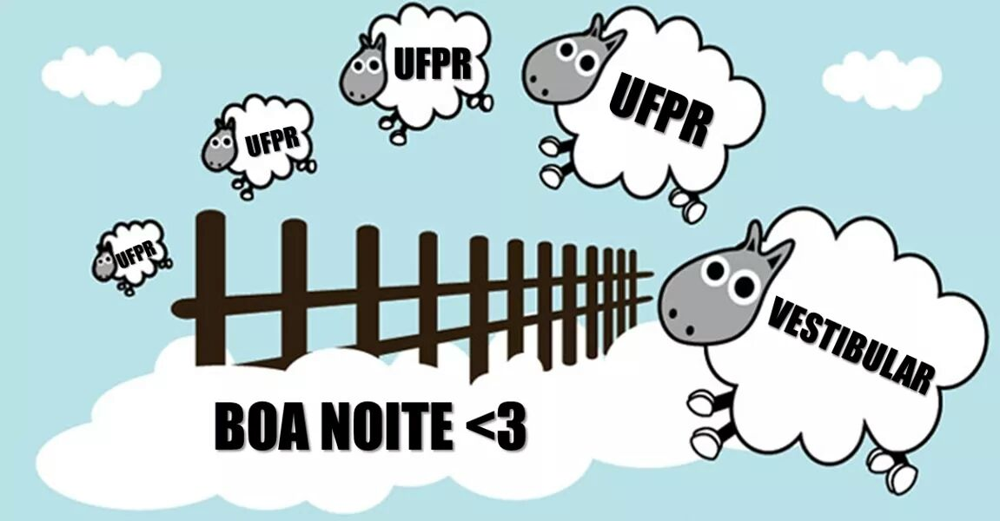 UFPR
UFPR
UFPR
UFPR
VESTIBULAR
BOA NOITE <3